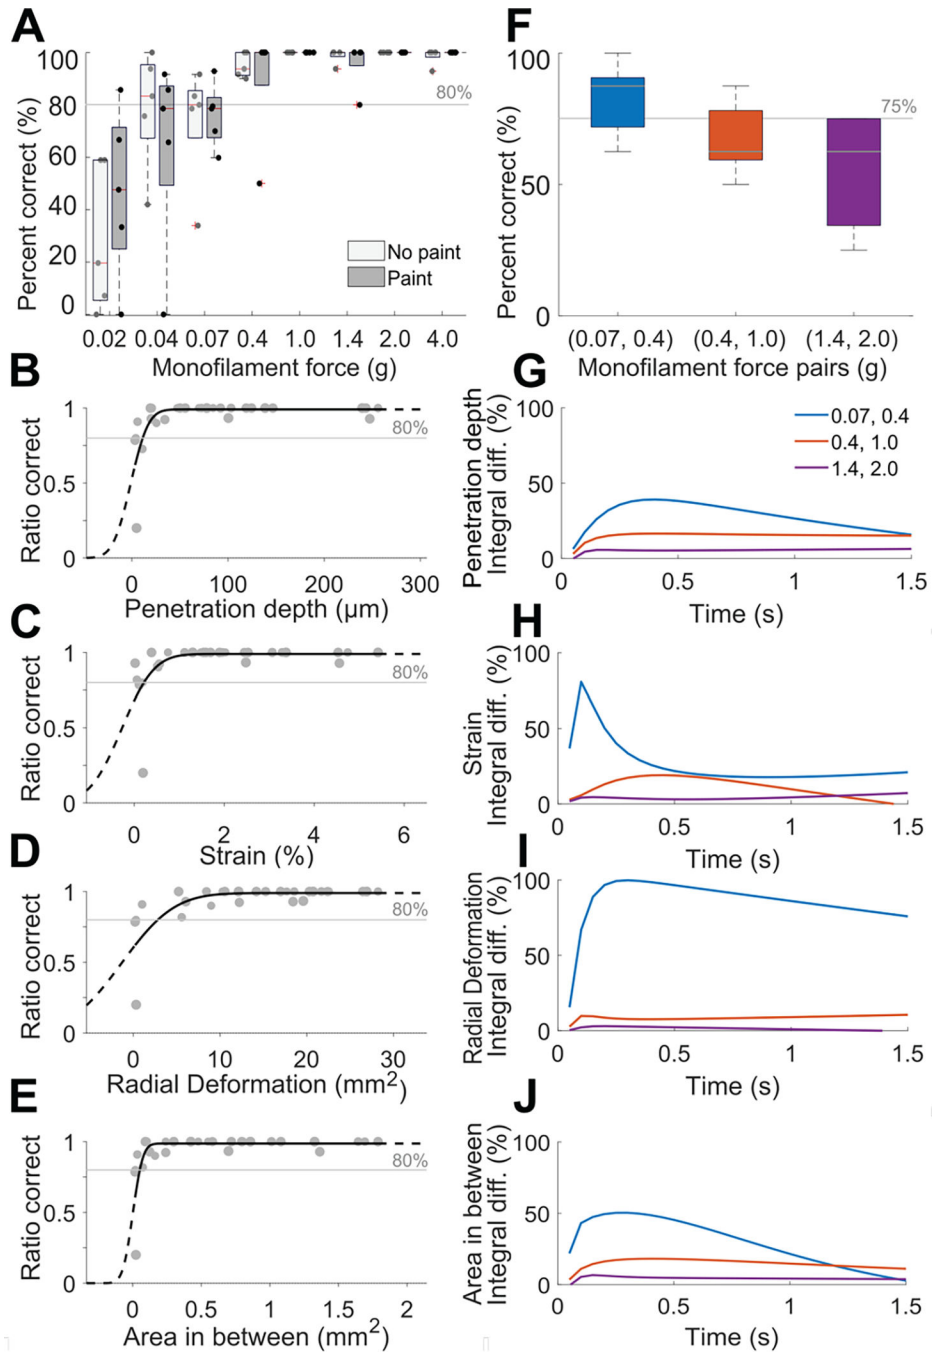 A
100
80
60
40
20
0
Percent correct (%)
80%
No paint
Paint
0.02 0.04 0.07 0.4 1.0 1.4 2.0 4.0
Monofilament force (g)
F
100
50
0
Percent correct (%)
75%
(0.07, 0.4) (0.4, 1.0) (1.4, 2.0)
Monofilament force pairs (g)
B
1
0.5
0
Ratio correct
80%
0 100 200 300
Penetration depth (µm)
G
100
50
0
Penetration depth
Integral diff. (%)
0.07, 0.4
0.4, 1.0
1.4, 2.0
0 0.5 1 1.5
Time (s)
C
1
0.5
0
Ratio correct
80%
0 2 4 6
Strain (%)
H
100
50
0
Strain
Integral diff. (%)
0 0.5 1 1.5
Time (s)
D
1
0.5
0
Ratio correct
80%
0 10 20 30
Radial Deformation (mm²)
I
100
50
0
Radial Deformation
Integral diff. (%)
0 0.5 1 1.5
Time (s)
E
1
0.5
0
Ratio correct
80%
0 0.5 1 1.5 2
Area in between (mm²)
J
100
50
0
Area in between
Integral diff. (%)
0 0.5 1 1.5
Time (s)